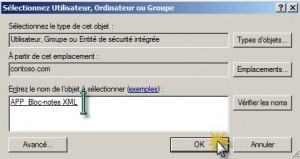 Sélectionnez Utilisateur, Ordinateur ou Groupe
Sélectionnez le type de cet objet :
Utilisateur, Groupe ou Entité de sécurité intégrée
Types d'objets...
À partir de cet emplacement :
contoso.com
Emplacements...
Entrez le nom de l'objet à sélectionner (exemples) :
APP_Bloc-notes XML
Vérifier les noms
Avancé...
OK
Annuler